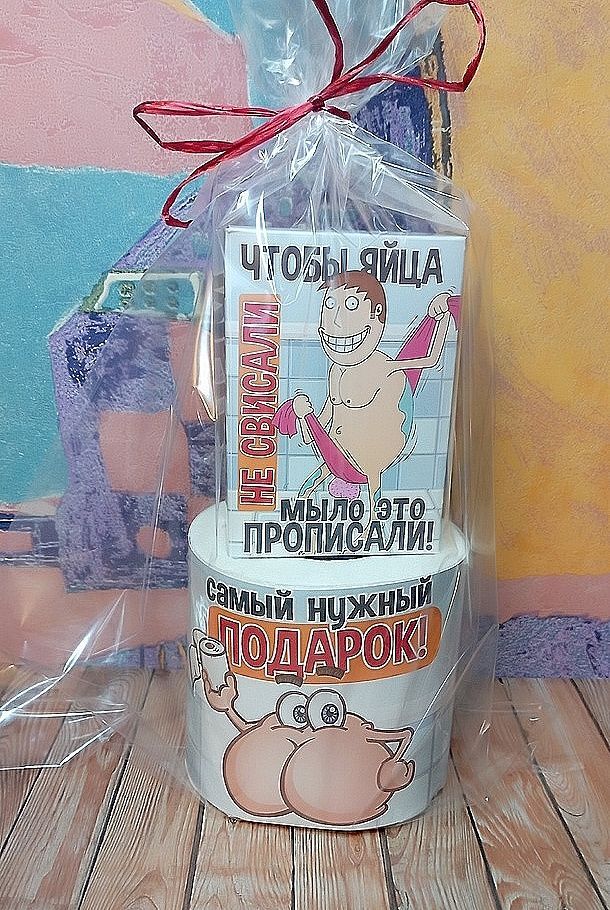 ЧТОБЫ ЯЙЦА
НЕ СВИСАЛИ
МЫЛО ЭТО
ПРОПИСАЛИ!
самый нужный
ПОДАРОК!